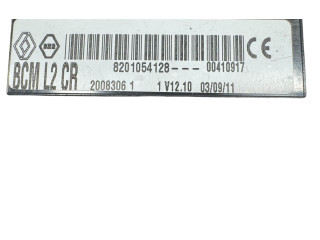 8201054128--- 00410917
BCM L2 CR
2008306 1 1 V12.10 03/09/11